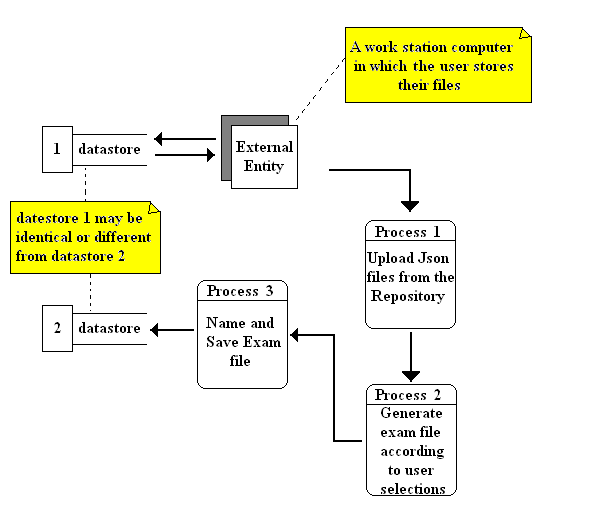 A work station computer
in which the user stores
their files
External
Entity
1
datastore
datestore 1 may be
identical or different
from datastore 2
Process 1
Upload Json
files from the
Repository
Process 3
Name and
Save Exam
file
2
datastore
Process 2
Generate
exam file
according
to user
selections